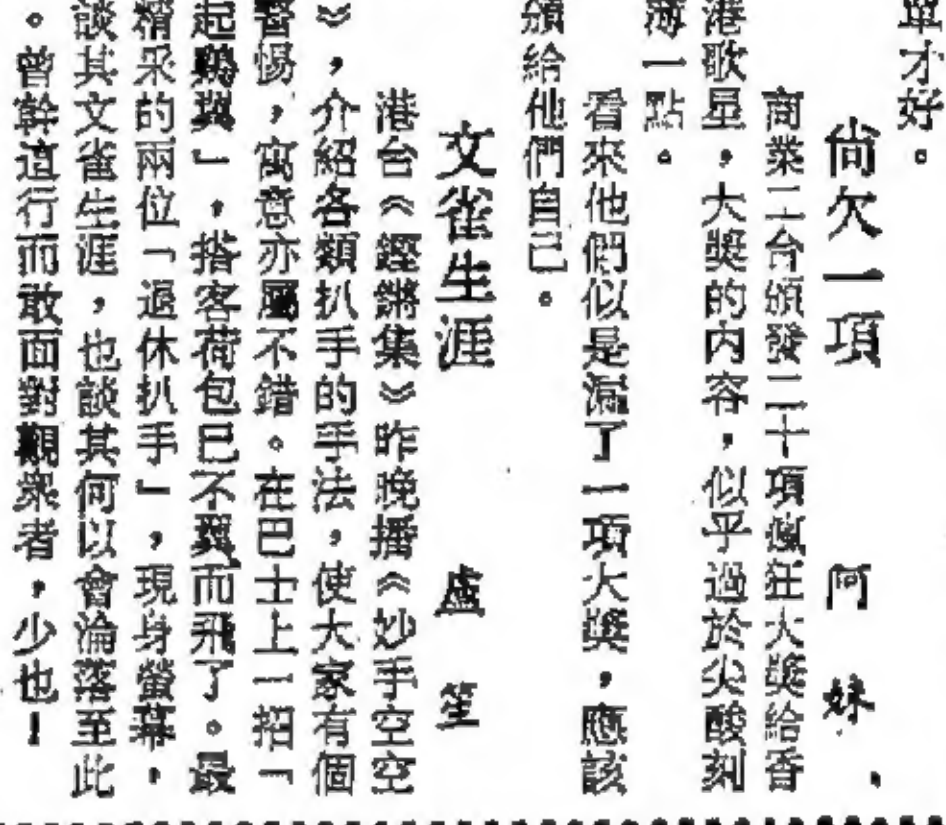 單才好。
尚欠一項 阿妹
商業二台頒發二十項瘋狂大獎給香
港歌星，大獎的內容，似乎過於尖酸刻
薄一點。
看來他們似是漏了一項大獎，應該
頒給他們自己。
文雀生涯 盧笙
港台《鏗鏘集》昨晚播《妙手空空
》，介紹各類扒手的手法，使大家有個
警惕，寓意亦屬不錯。在巴士上一招「
起鷄翼」，搭客荷包已不翼而飛了。最
精采的兩位「退休扒手」，現身螢幕，
談其文雀生涯，也談其何以會淪落至此
。曾幹這行而敢面對觀衆者，少也！